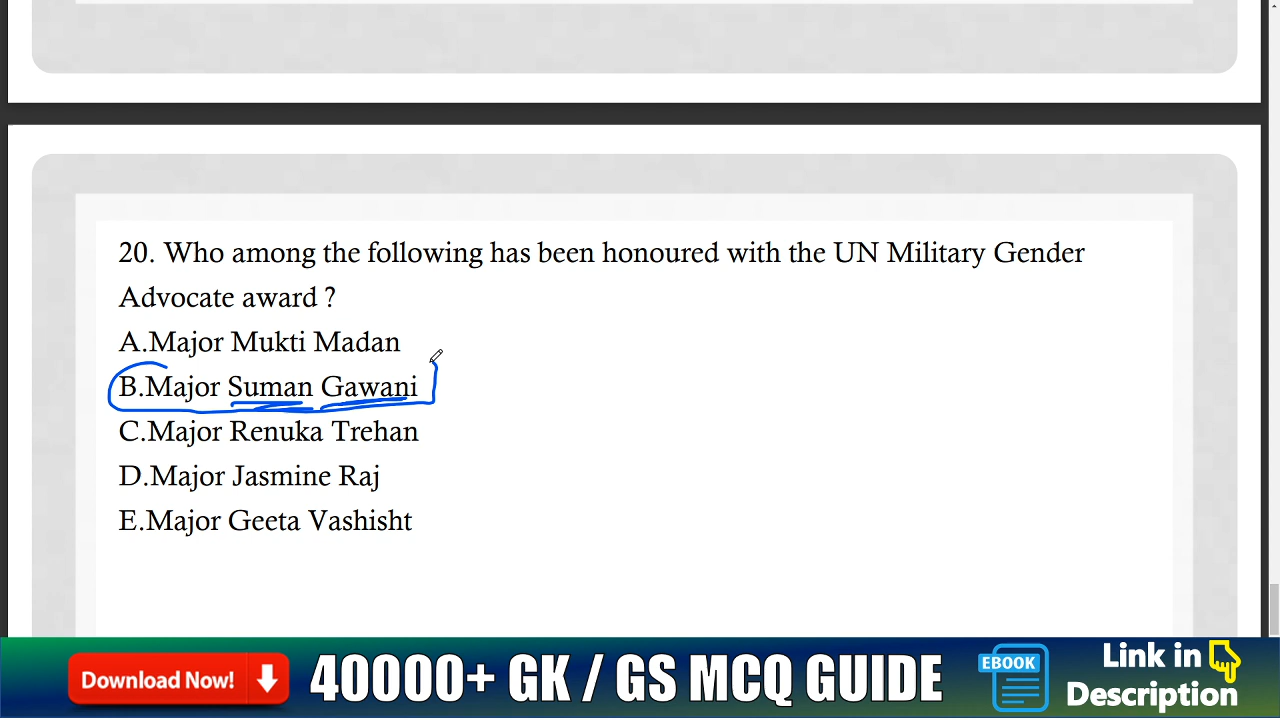 20. Who among the following has been honoured with the UN Military Gender
Advocate award ?
A.Major Mukti Madan
B.Major Suman Gawani
C.Major Renuka Trehan
D.Major Jasmine Raj
E.Major Geeta Vashisht
Download Now! 40000+ GK / GS MCQ GUIDE EBOOK Link in
Description